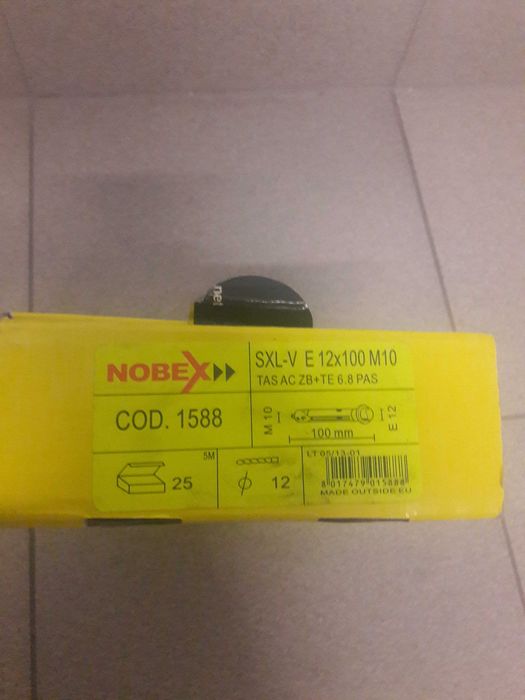 net
NOBEX
SXL-V E 12x100 M10
TAS AC ZB+TE 6.8 PAS
COD. 1588
M 10
E 12
100 mm
5M
25
12
LT 05/13-01
8 017479 015888
MADE OUTSIDE EU